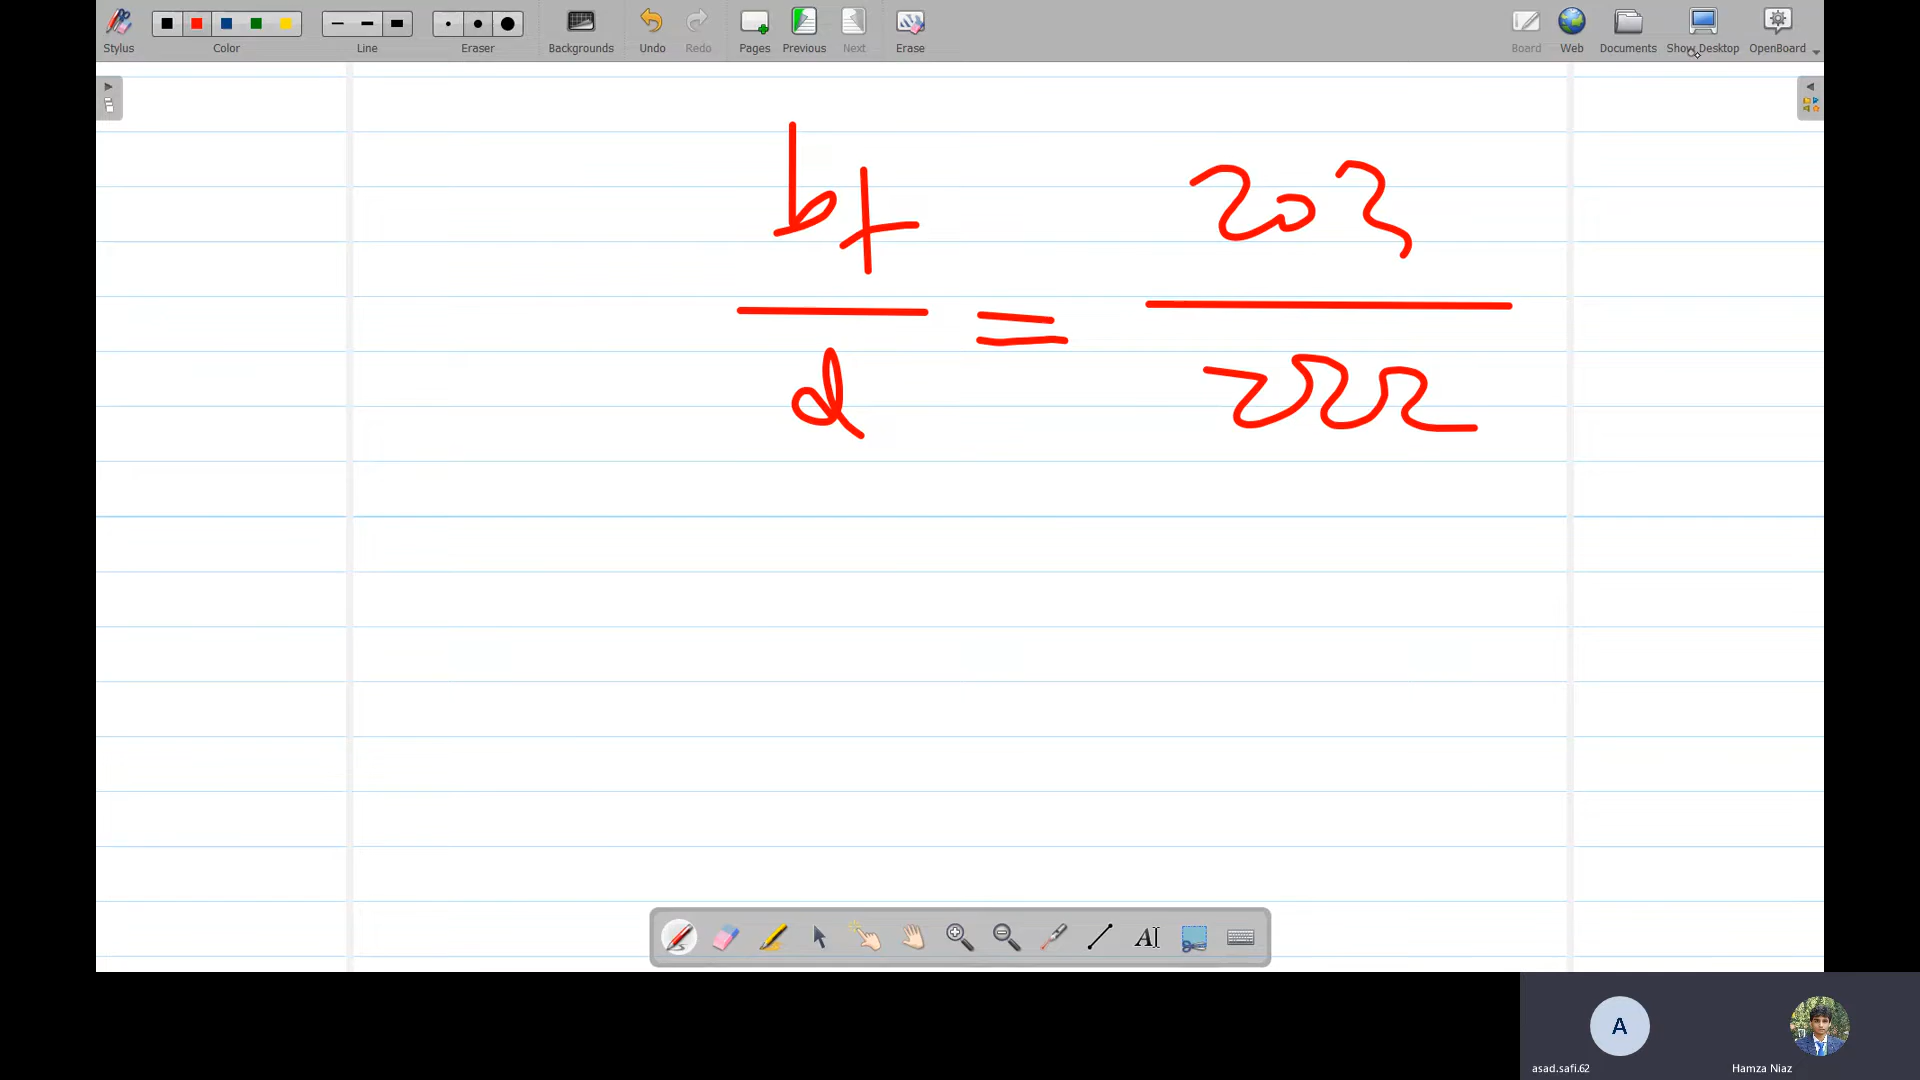 Stylus Color Line Eraser Backgrounds Undo Redo Pages Previous Next Erase Board Web Documents Show Desktop OpenBoard
bt
d
=
203
222
A
asad.safi.62 Hamza Niaz